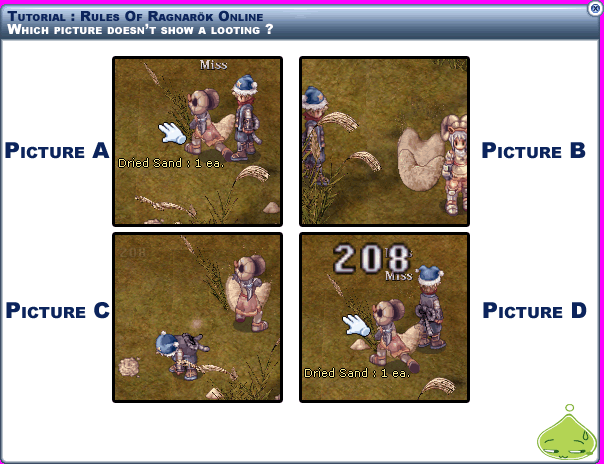 Tutorial : Rules Of Ragnarök Online
Which picture doesn't show a looting ?
Miss
Picture A
Dried Sand : 1 ea.
Picture B
208
Picture C
208
Miss
Dried Sand : 1 ea.
Picture D